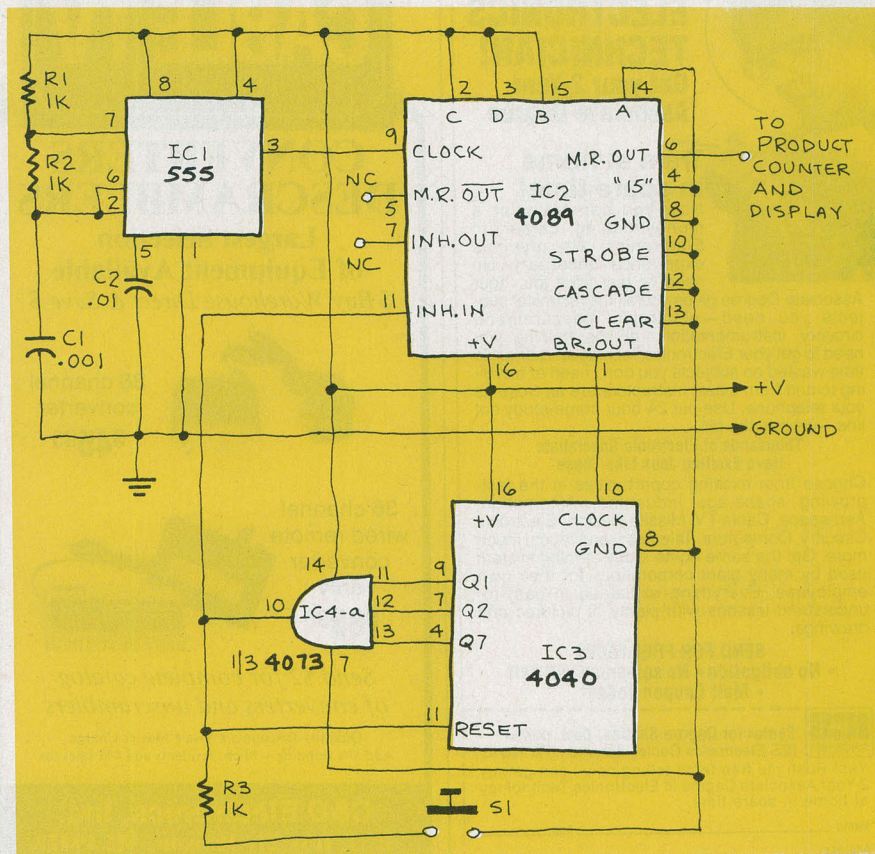 8
4
2
3
15
14
R1
1K
7
C
D
B
A
IC1
555
3
9
CLOCK
M.R. OUT
6
TO
PRODUCT
COUNTER
AND
DISPLAY
R2
1K
6
2
NC
5
M.R. OUT
IC2
4089
"15"
4
GND
8
7
INH.OUT
NC
STROBE
10
5
1
C2
.01
CASCADE
12
11
INH.IN
CLEAR
13
+V
BR.OUT
C1
.001
16
1
+V
GROUND
16
10
+V
CLOCK
GND
8
14
11
9
Q1
10
IC4-a
12
7
Q2
13
4
Q7
1/3 4073
7
IC3
4040
11
RESET
R3
1K
S1